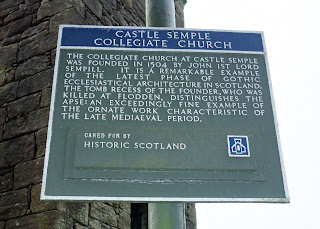 CASTLE SEMPLE
COLLEGIATE CHURCH
THE COLLEGIATE CHURCH AT CASTLE SEMPLE
WAS FOUNDED IN 1504 BY JOHN 1ST LORD
SEMPILL. IT IS A REMARKABLE EXAMPLE
OF THE LATEST PHASE OF GOTHIC
ECCLESIASTICAL ARCHITECTURE IN SCOTLAND,
THE TOMB RECESS OF THE FOUNDER, WHO WAS
KILLED AT FLODDEN, DISTINGUISHES THE
APSE: AN EXCEEDINGLY FINE EXAMPLE OF
THE ORNATE WORK CHARACTERISTIC OF
THE LATE MEDIAEVAL PERIOD.
CARED FOR BY
HISTORIC SCOTLAND